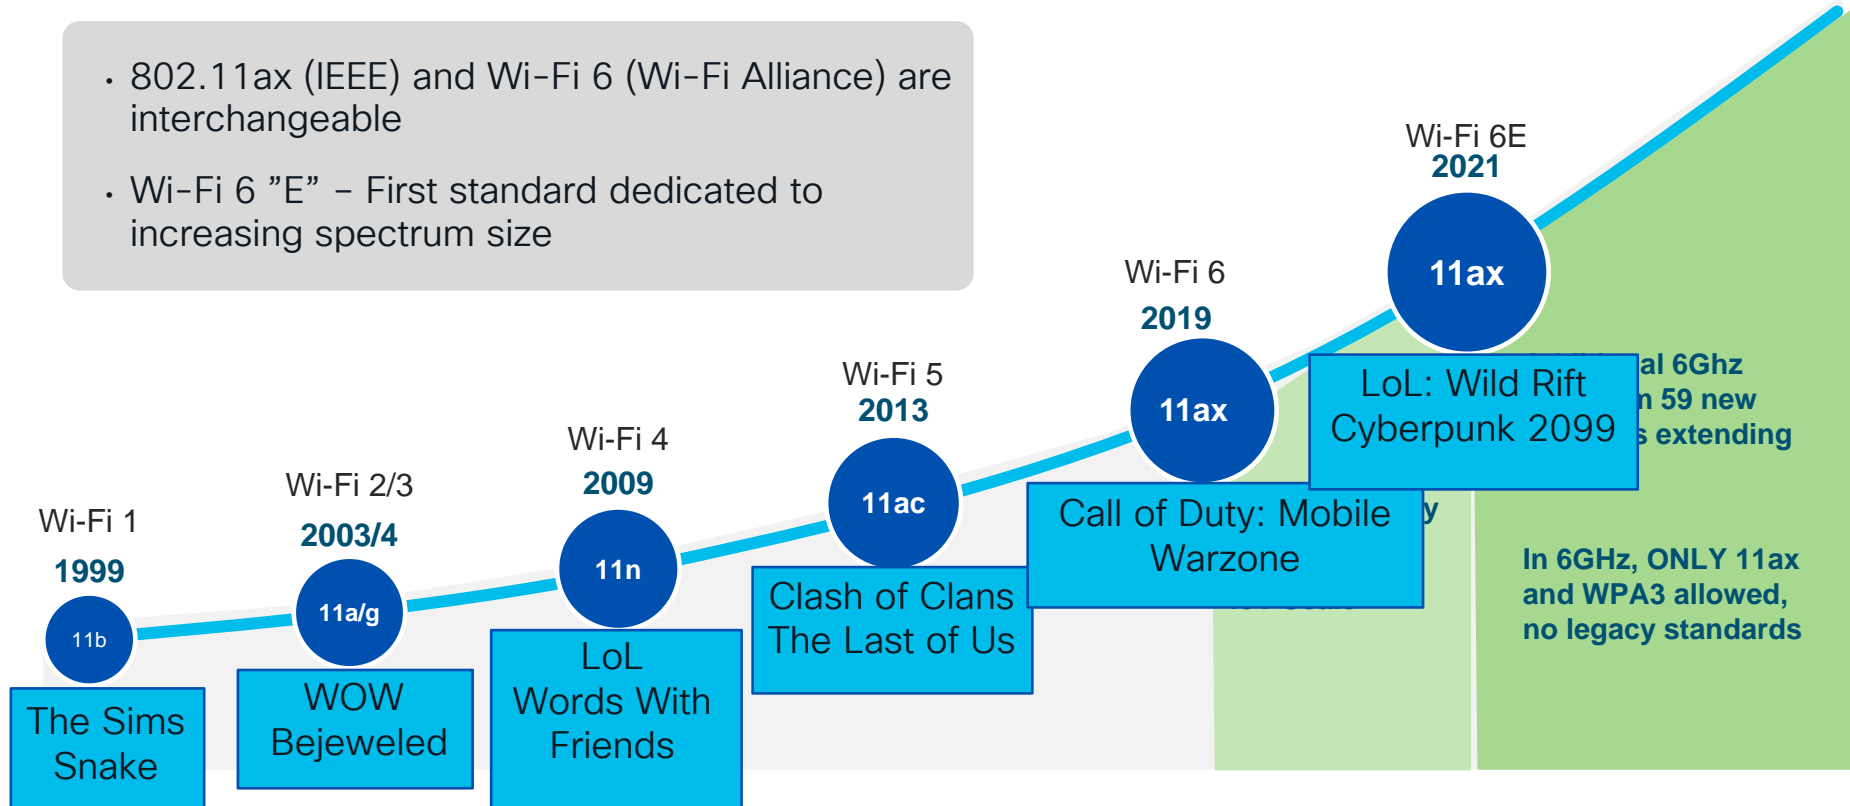 · 802.11ax (IEEE) and Wi-Fi 6 (Wi-Fi Alliance) are
interchangeable
· Wi-Fi 6 ”E” – First standard dedicated to
increasing spectrum size
Wi-Fi 1
1999
11b
The Sims
Snake
Wi-Fi 2/3
2003/4
11a/g
WOW
Bejeweled
Wi-Fi 4
2009
11n
LoL
Words With
Friends
Wi-Fi 5
2013
11ac
Clash of Clans
The Last of Us
Wi-Fi 6
2019
11ax
Call of Duty: Mobile
Warzone
Wi-Fi 6E
2021
11ax
LoL: Wild Rift
Cyberpunk 2099
6Ghz
59 new
extending
In 6GHz, ONLY 11ax
and WPA3 allowed,
no legacy standards